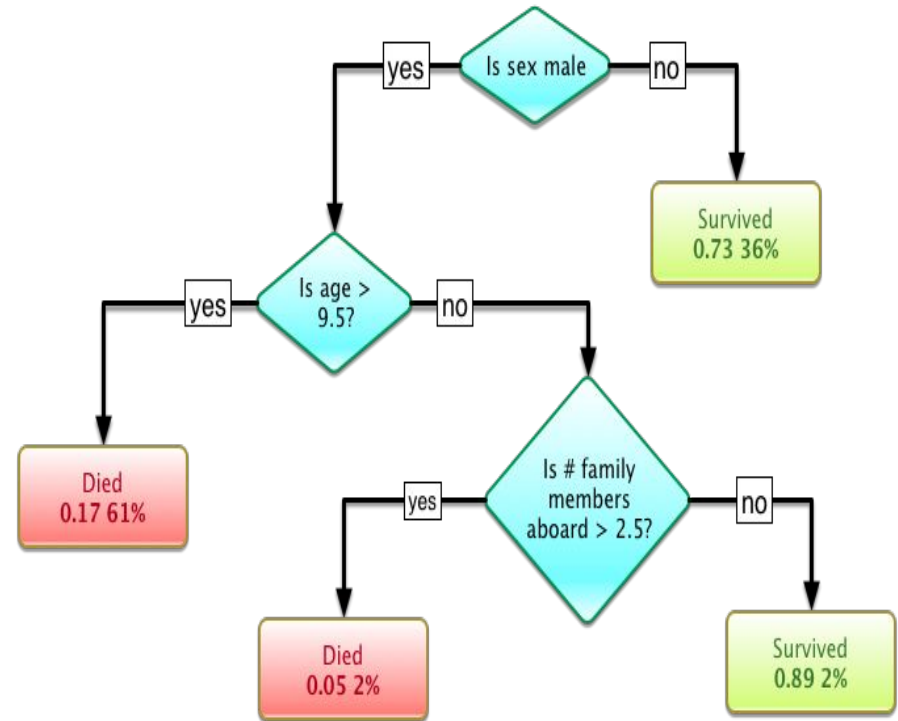 Is sex male
yes
no
Survived
0.73 36%
Is age >
9.5?
yes
no
Died
0.17 61%
Is # family
members
aboard > 2.5?
yes
no
Died
0.05 2%
Survived
0.89 2%